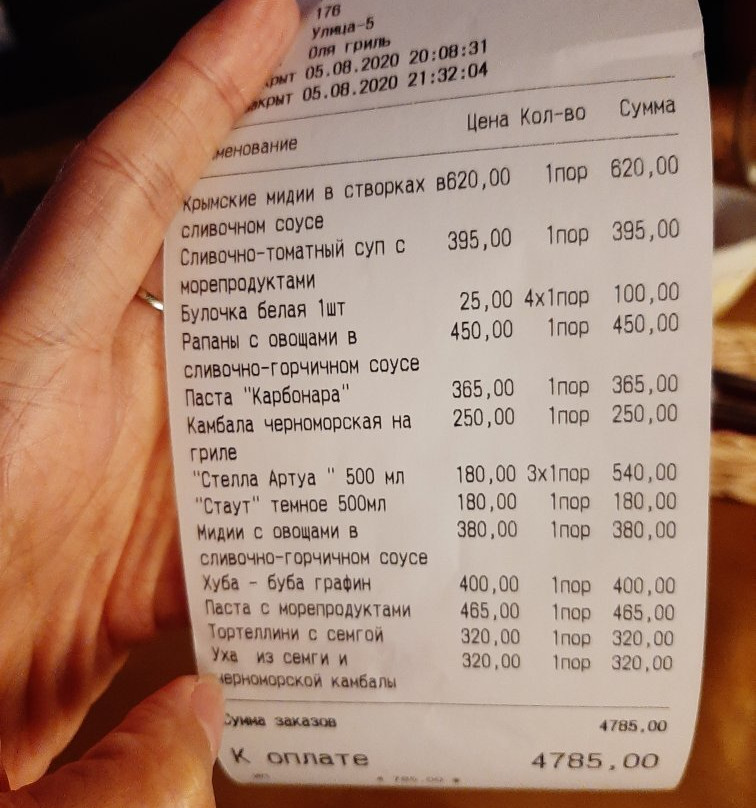 176
Улица-5
Оля гриль
крыт 05.08.2020 20:08:31
акрыт 05.08.2020 21:32:04
менование Цена Кол-во Сумма
Крымские мидии в створках в620,00 1пор 620,00
сливочном соусе
Сливочно-томатный суп с 395,00 1пор 395,00
морепродуктами
Булочка белая 1шт 25,00 4х1пор 100,00
Рапаны с овощами в 450,00 1пор 450,00
сливочно-горчичном соусе
Паста "Карбонара" 365,00 1пор 365,00
Камбала черноморская на 250,00 1пор 250,00
гриле
"Стелла Артуа " 500 мл 180,00 3х1пор 540,00
"Стаут" темное 500мл 180,00 1пор 180,00
Мидии с овощами в 380,00 1пор 380,00
сливочно-горчичном соусе
Хуба - буба графин 400,00 1пор 400,00
Паста с морепродуктами 465,00 1пор 465,00
Тортеллини с семгой 320,00 1пор 320,00
Уха из семги и 320,00 1пор 320,00
черноморской камбалы
Сумма заказов 4785.00
К оплате 4785,00